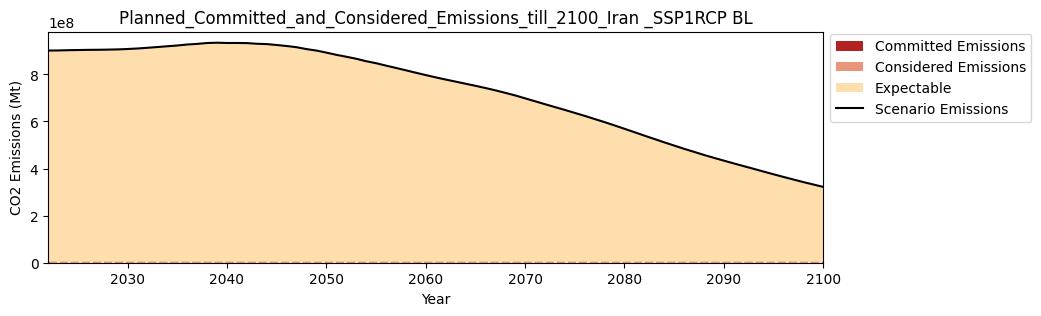 Planned_Committed_and_Considered_Emissions_till_2100_Iran _SSP1RCP BL
1e8
8
6
4
2
0
CO2 Emissions (Mt)
2030 2040 2050 2060 2070 2080 2090 2100
Year
Committed Emissions
Considered Emissions
Expectable
Scenario Emissions